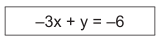 –3x + y = –6